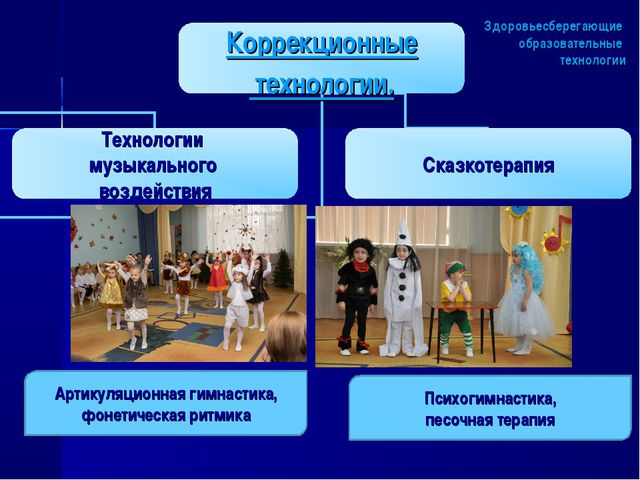 Здоровьесберегающие
образовательные
технологии
Коррекционные
технологии.
Технологии
музыкального
воздействия
Сказкотерапия
Артикуляционная гимнастика,
фонетическая ритмика
Психогимнастика,
песочная терапия